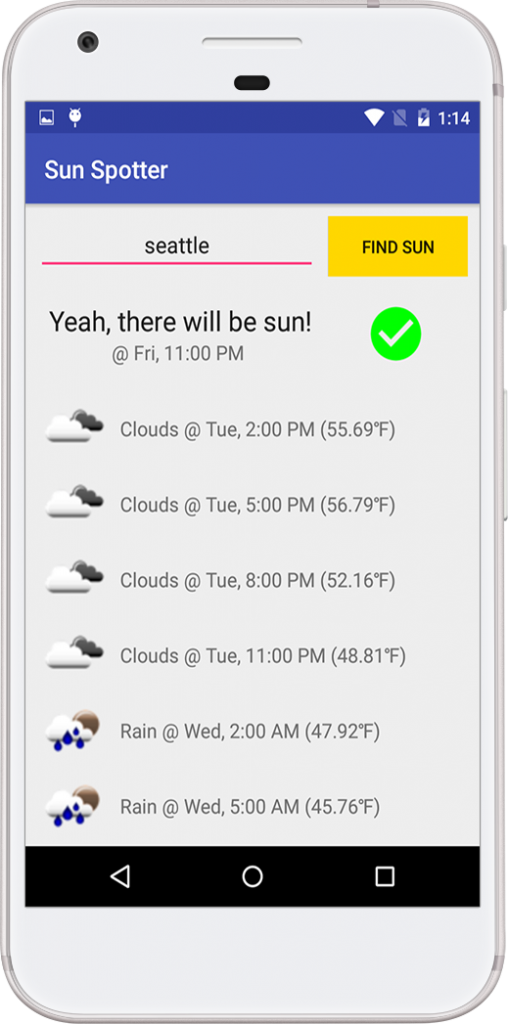 1:14
Sun Spotter
seattle
FIND SUN
Yeah, there will be sun!
@ Fri, 11:00 PM
Clouds @ Tue, 2:00 PM (55.69°F)
Clouds @ Tue, 5:00 PM (56.79°F)
Clouds @ Tue, 8:00 PM (52.16°F)
Clouds @ Tue, 11:00 PM (48.81°F)
Rain @ Wed, 2:00 AM (47.92°F)
Rain @ Wed, 5:00 AM (45.76°F)